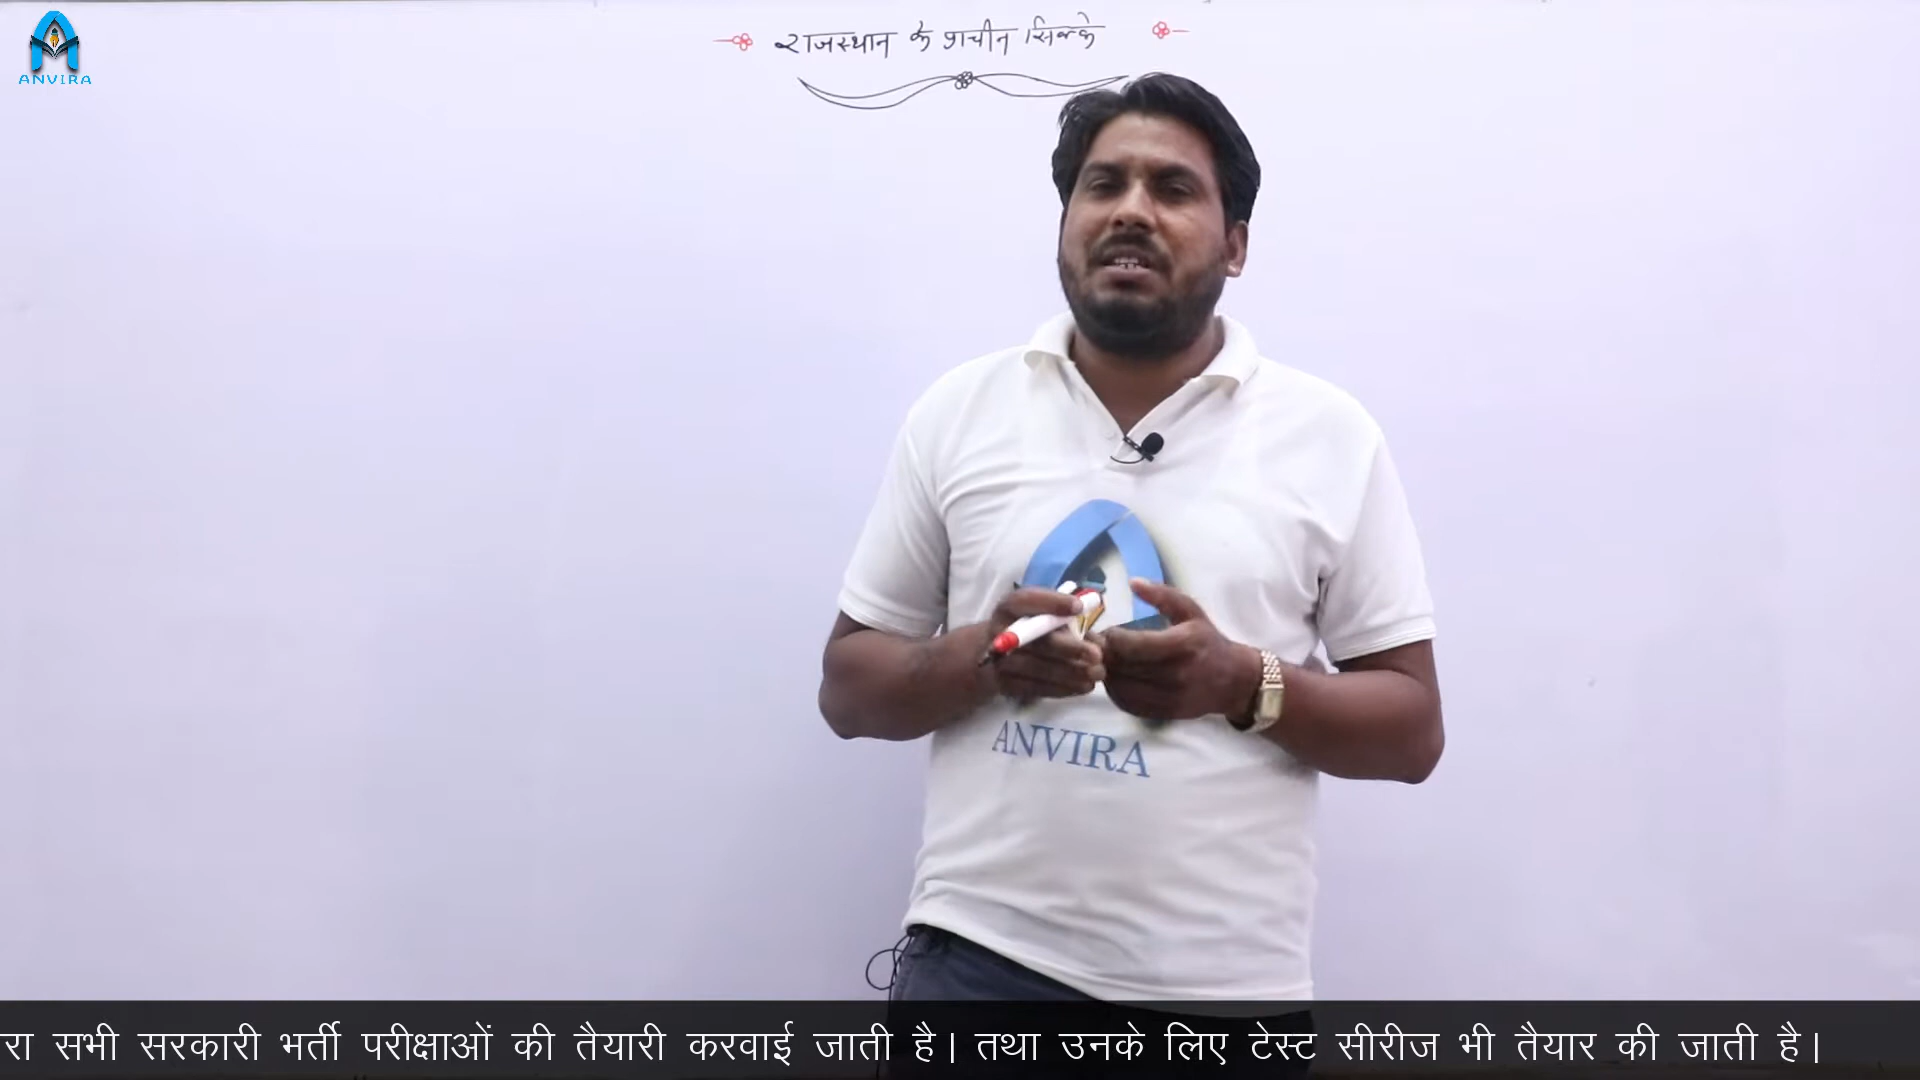 राजस्थान के प्राचीन सिक्के
ANVIRA
ANVIRA
रा सभी सरकारी भर्ती परीक्षाओं की तैयारी करवाई जाती है। तथा उनके लिए टेस्ट सीरीज भी तैयार की जाती है।